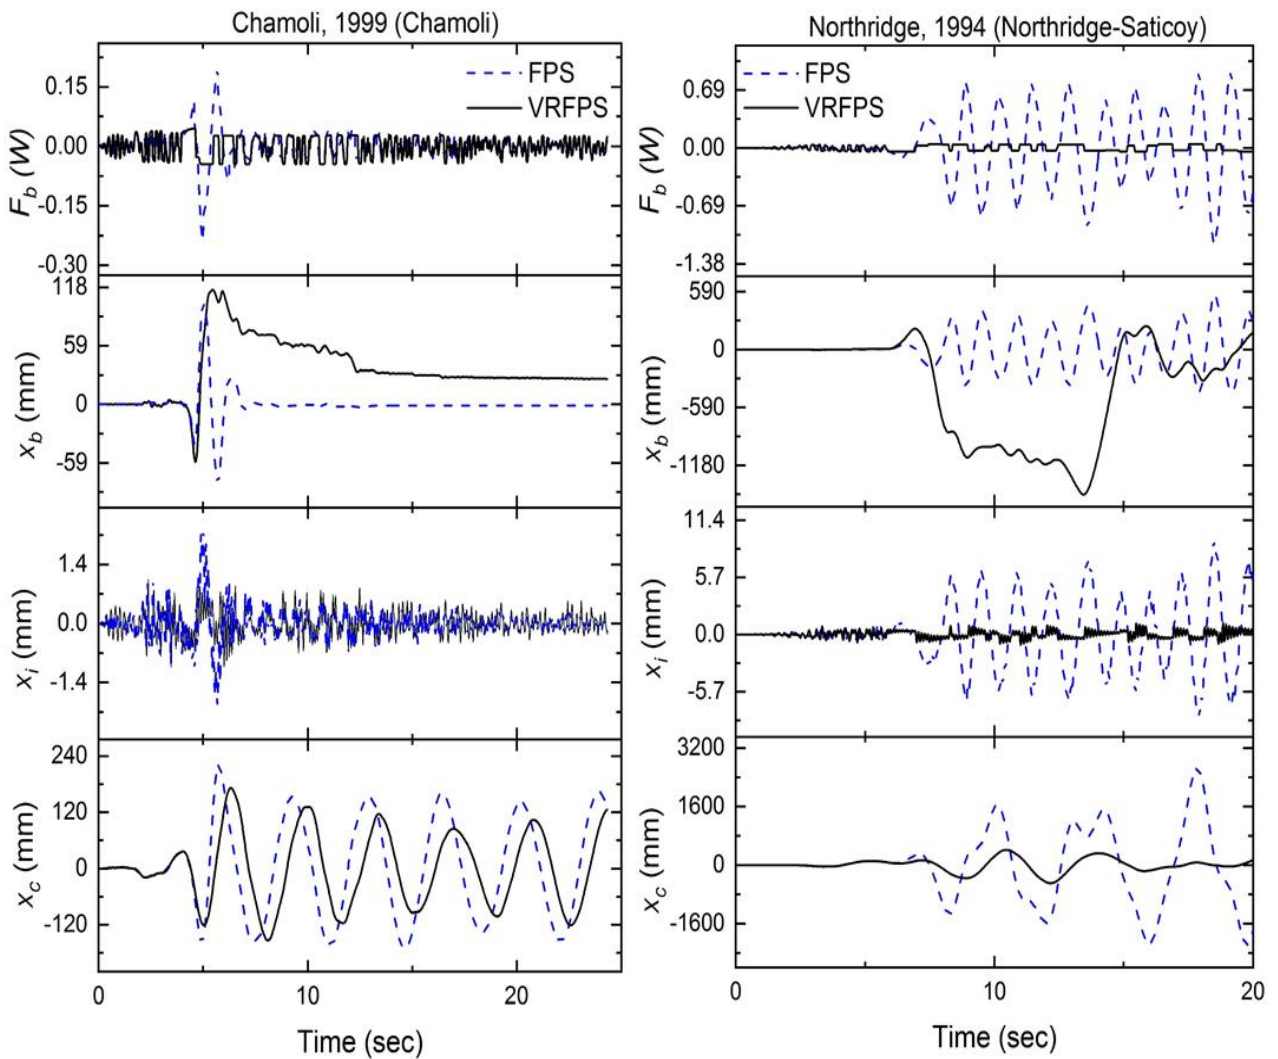 Chamoli, 1999 (Chamoli)
FPS
VRFPS
0.15
0.00
-0.15
-0.30
F_b (W)
118
59
0
-59
x_b (mm)
1.4
0.0
-1.4
x_i (mm)
240
120
0
-120
x_c (mm)
0 10 20
Time (sec)
Northridge, 1994 (Northridge-Saticoy)
FPS
VRFPS
0.69
0.00
-0.69
-1.38
F_b (W)
590
0
-590
-1180
x_b (mm)
11.4
5.7
0.0
-5.7
x_i (mm)
3200
1600
0
-1600
x_c (mm)
0 10 20
Time (sec)